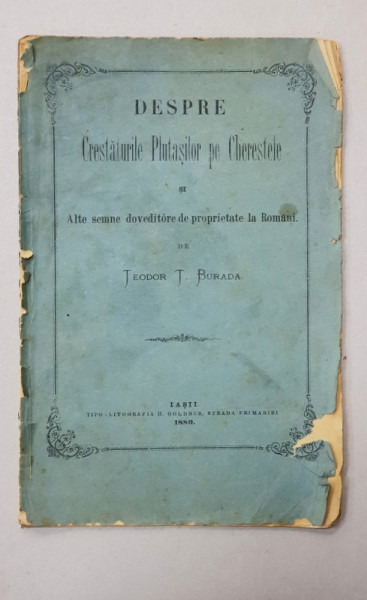 DESPRE
Crestăturile Plutașilor pe Cherestele
ȘI
Alte semne doveditóre de proprietate la Români.
DE
TEODOR T. BURADA
IAȘII
TIPO-LITOGRAFIA H. GOLDNER, STRADA PRIMĂRIEI
1880.